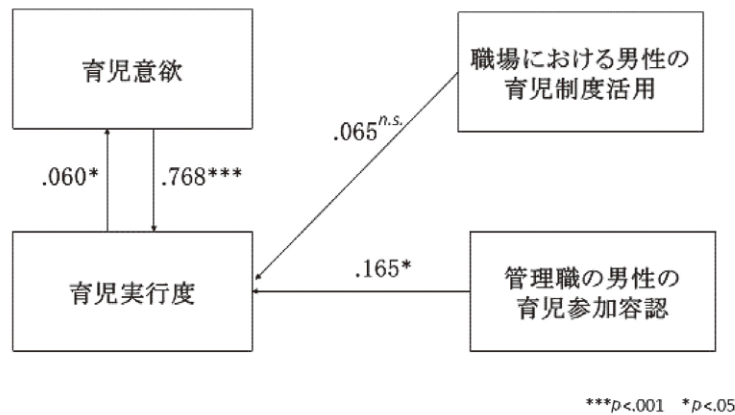 育児意欲
職場における男性の
育児制度活用
.065n.s.
.060*
.768***
育児実行度
.165*
管理職の男性の
育児参加容認
***p<.001 *p<.05